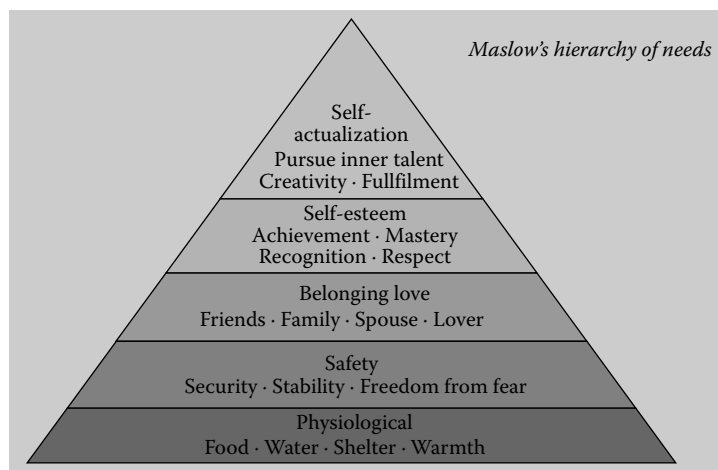 Maslow's hierarchy of needs
Self-
actualization
Pursue inner talent
Creativity · Fullfilment
Self-esteem
Achievement · Mastery
Recognition · Respect
Belonging love
Friends · Family · Spouse · Lover
Safety
Security · Stability · Freedom from fear
Physiological
Food · Water · Shelter · Warmth